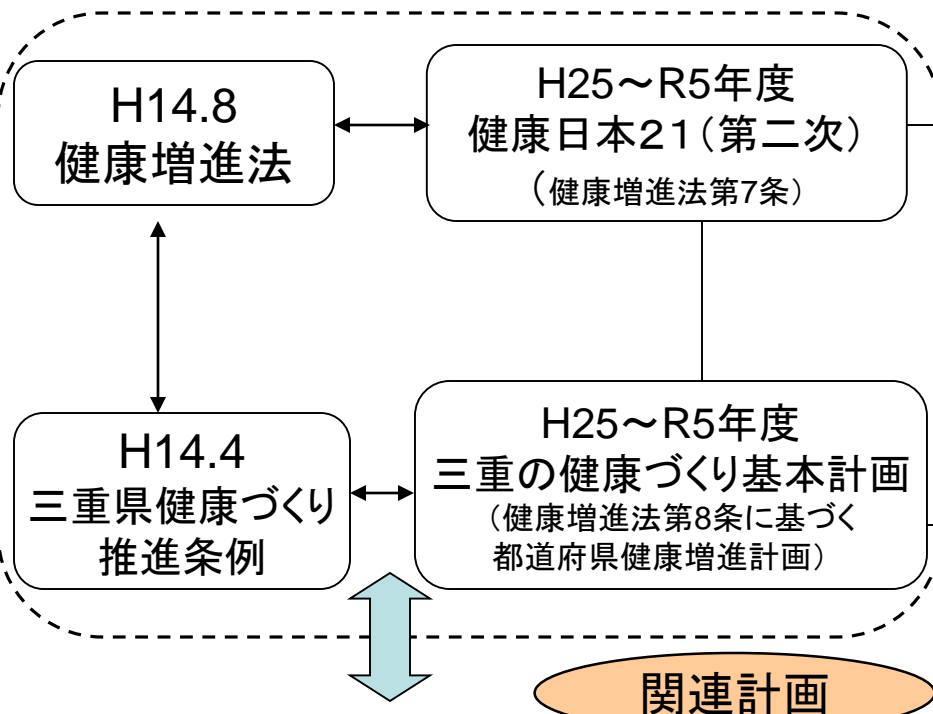 H14.8
健康増進法
H25～R5年度
健康日本２１（第二次）
（健康増進法第7条）
H14.4
三重県健康づくり
推進条例
H25～R5年度
三重の健康づくり基本計画
（健康増進法第8条に基づく
都道府県健康増進計画）
関連計画